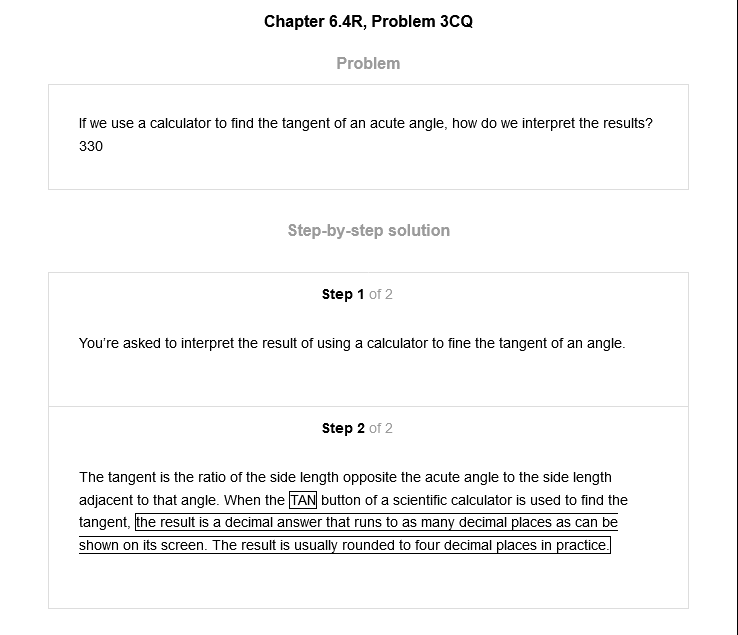 Chapter 6.4R, Problem 3CQ
Problem
If we use a calculator to find the tangent of an acute angle, how do we interpret the results?
330
Step-by-step solution
Step 1 of 2
You're asked to interpret the result of using a calculator to fine the tangent of an angle.
Step 2 of 2
The tangent is the ratio of the side length opposite the acute angle to the side length
adjacent to that angle. When the TAN button of a scientific calculator is used to find the
tangent, the result is a decimal answer that runs to as many decimal places as can be
shown on its screen. The result is usually rounded to four decimal places in practice.